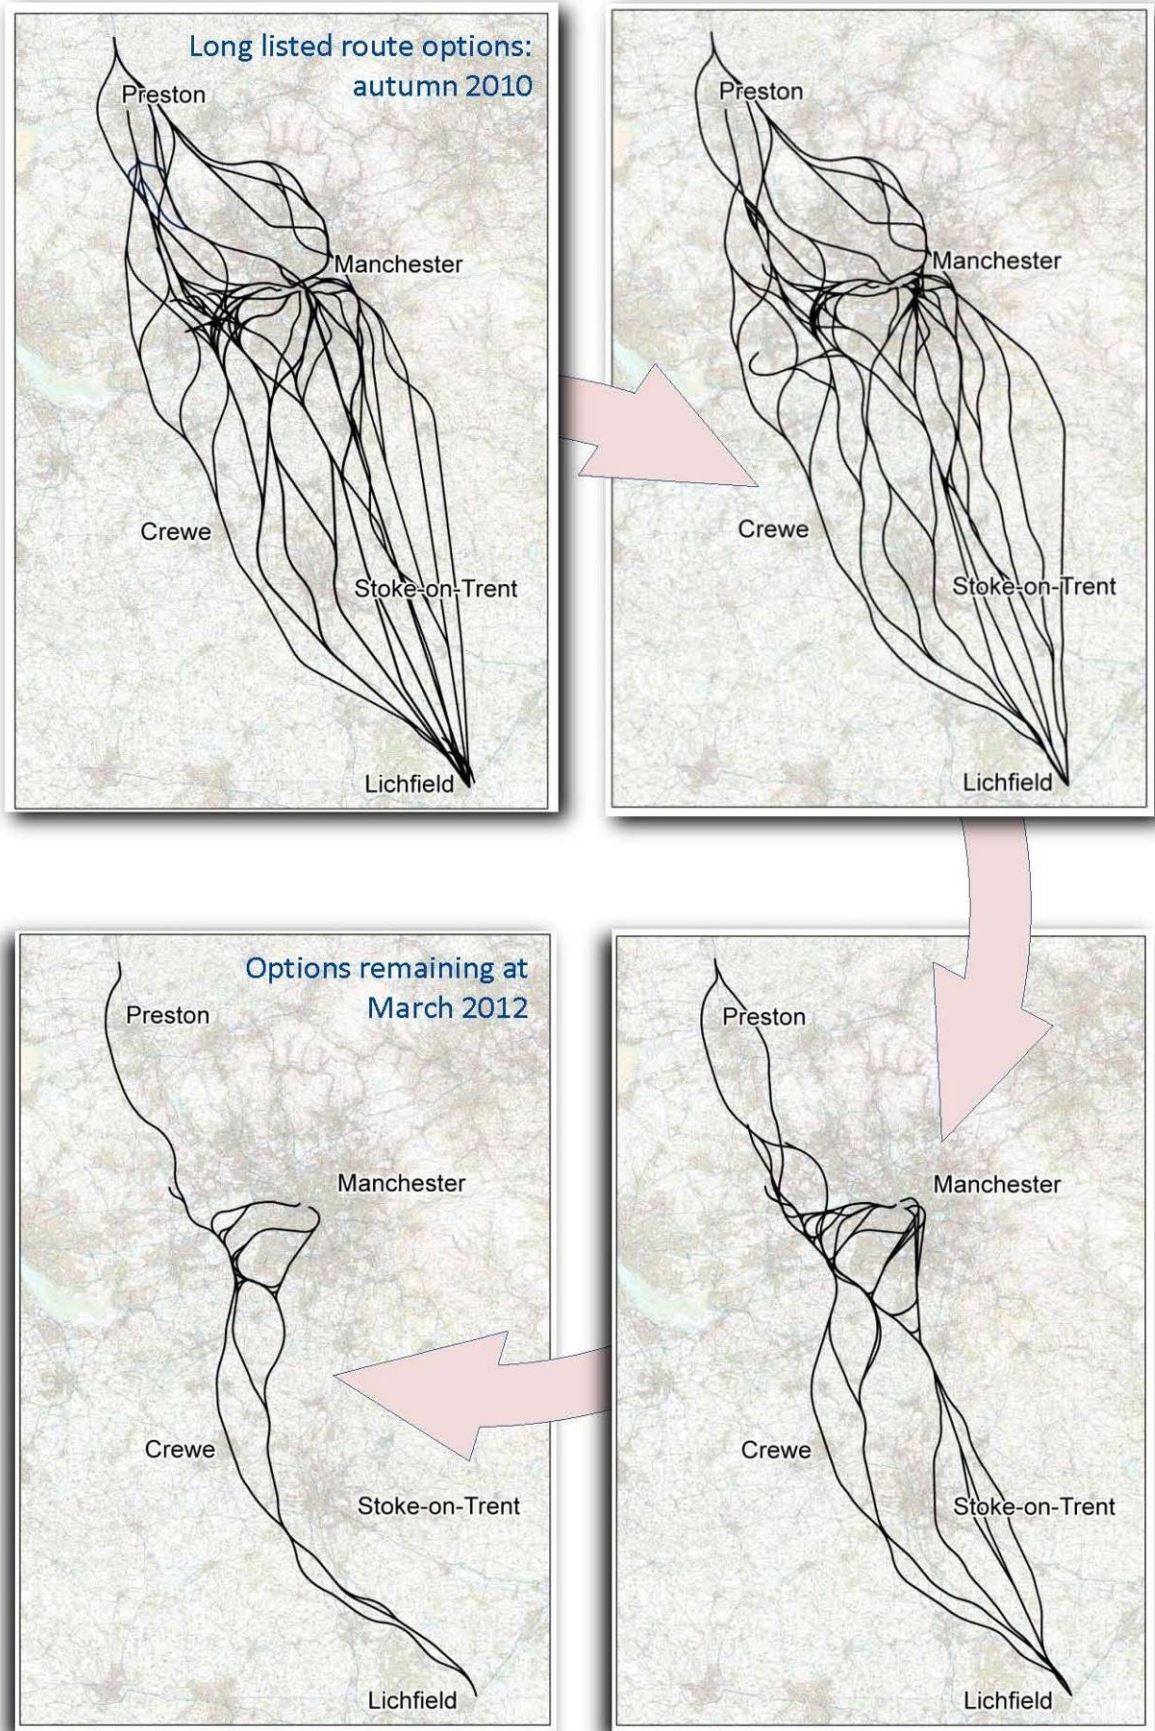 Long listed route options:
autumn 2010
Preston
Manchester
Crewe
Stoke-on-Trent
Lichfield
Preston
Manchester
Crewe
Stoke-on-Trent
Lichfield
Preston
Manchester
Crewe
Stoke-on-Trent
Lichfield
Options remaining at
March 2012
Preston
Manchester
Crewe
Stoke-on-Trent
Lichfield